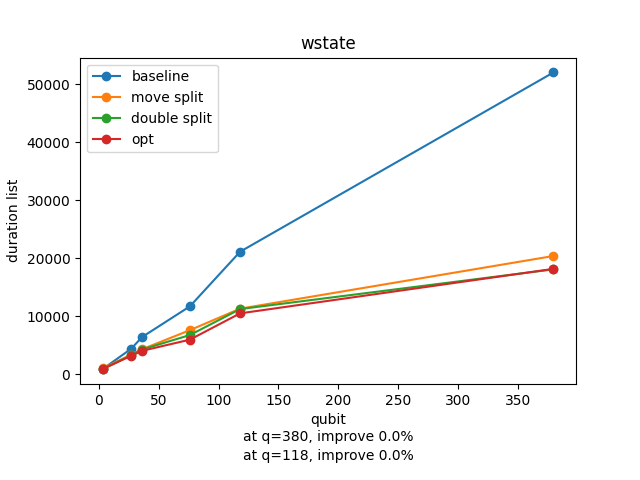 wstate
baseline
move split
double split
opt
duration list
50000
40000
30000
20000
10000
0
0 50 100 150 200 250 300 350
qubit
at q=380, improve 0.0%
at q=118, improve 0.0%